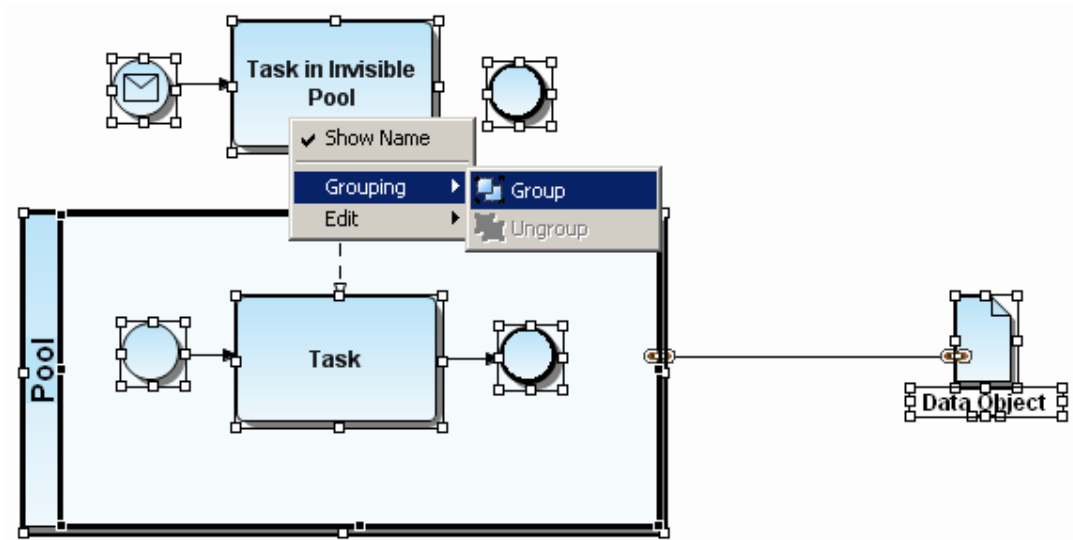 Task in Invisible
Pool
Show Name
Grouping
Group
Edit
Ungroup
Pool
Task
Data Object